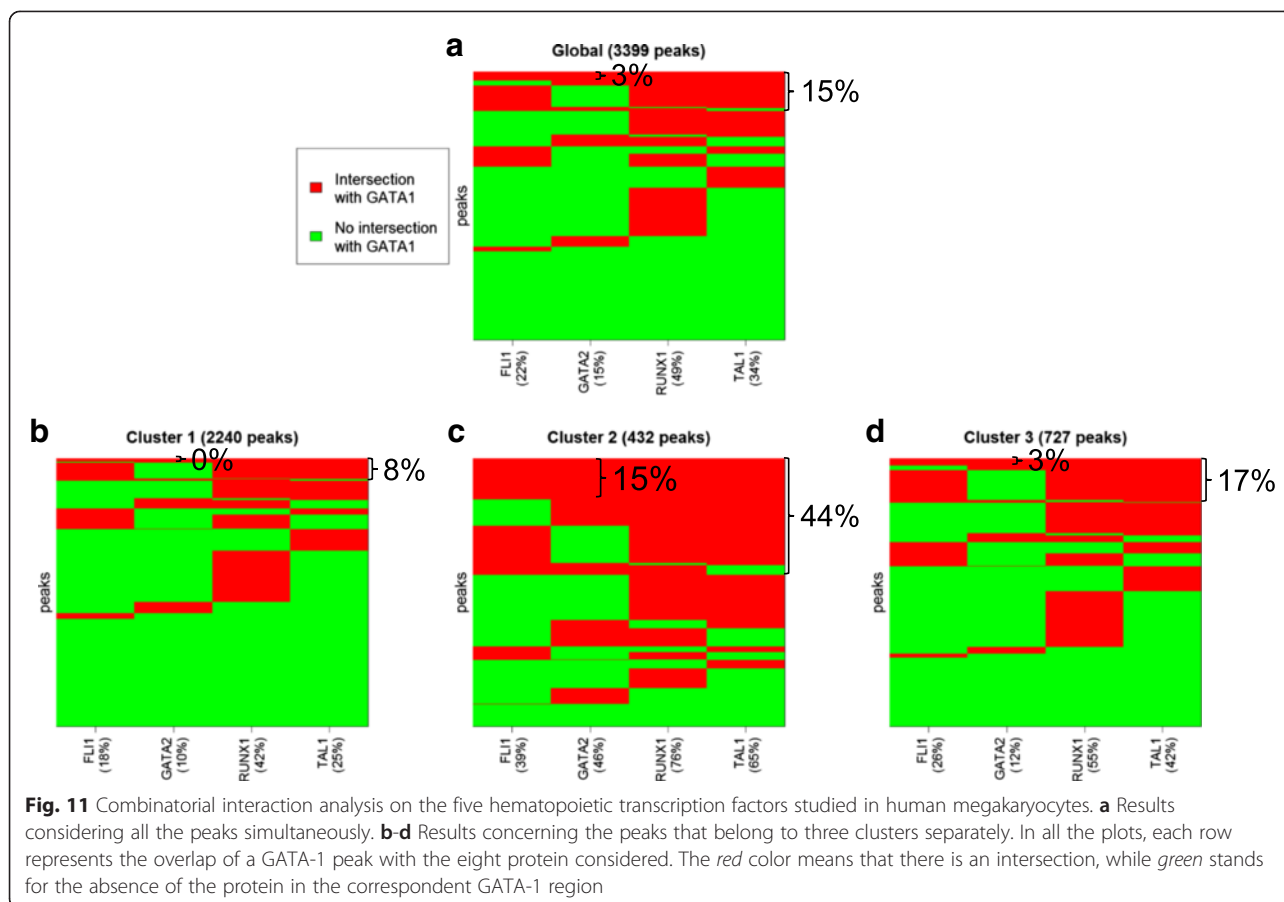 a
Global (3399 peaks)
3%
15%
Intersection
with GATA1
No intersection
with GATA1
peaks
FLI1
(22%)
GATA2
(15%)
RUNX1
(49%)
TAL1
(34%)
b
Cluster 1 (2240 peaks)
0%
8%
peaks
FLI1
(18%)
GATA2
(10%)
RUNX1
(42%)
TAL1
(25%)
c
Cluster 2 (432 peaks)
15%
44%
peaks
FLI1
(39%)
GATA2
(46%)
RUNX1
(76%)
TAL1
(65%)
d
Cluster 3 (727 peaks)
3%
17%
peaks
FLI1
(26%)
GATA2
(12%)
RUNX1
(55%)
TAL1
(42%)
Fig. 11 Combinatorial interaction analysis on the five hematopoietic transcription factors studied in human megakaryocytes. a Results
considering all the peaks simultaneously. b-d Results concerning the peaks that belong to three clusters separately. In all the plots, each row
represents the overlap of a GATA-1 peak with the eight protein considered. The red color means that there is an intersection, while green stands
for the absence of the protein in the correspondent GATA-1 region